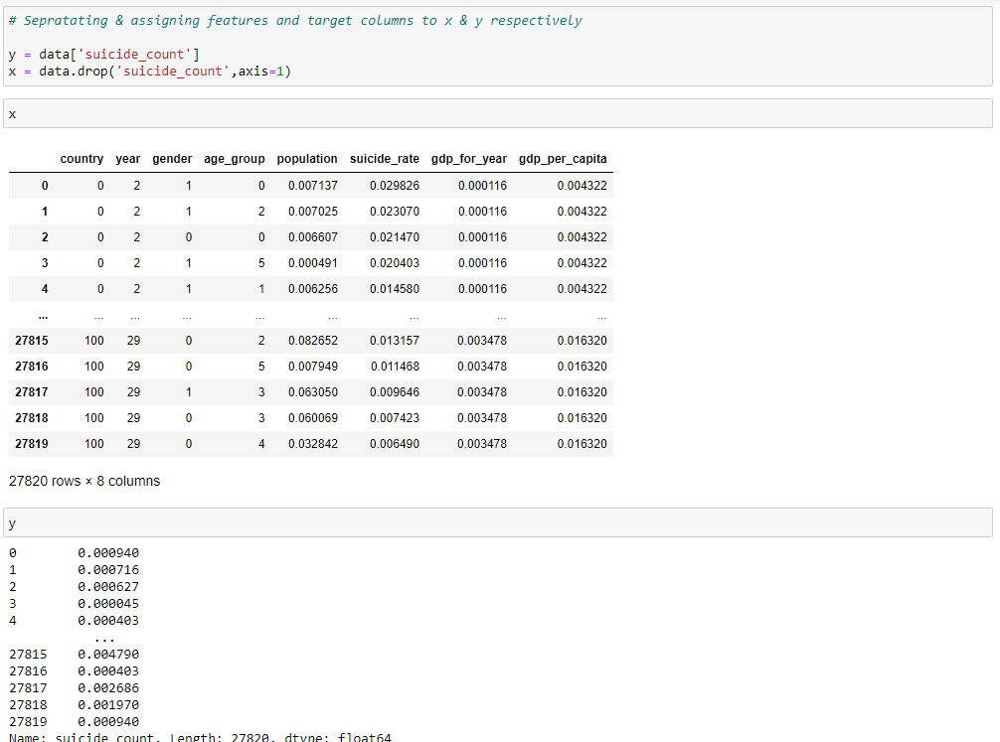 # Sepratating & assigning features and target columns to x & y respectively
y = data['suicide_count']
x = data.drop('suicide_count',axis=1)
x
country year gender age_group population suicide_rate gdp_for_year gdp_per_capita
0 0 2 1 0 0.007137 0.029826 0.000116 0.004322
1 0 2 1 2 0.007025 0.023070 0.000116 0.004322
2 0 2 0 0 0.006607 0.021470 0.000116 0.004322
3 0 2 1 5 0.000491 0.020403 0.000116 0.004322
4 0 2 1 1 0.006256 0.014580 0.000116 0.004322
... ... ... ... ... ... ... ... ...
27815 100 29 0 2 0.082652 0.013157 0.003478 0.016320
27816 100 29 0 5 0.007949 0.011468 0.003478 0.016320
27817 100 29 1 3 0.063050 0.009646 0.003478 0.016320
27818 100 29 0 3 0.060069 0.007423 0.003478 0.016320
27819 100 29 0 4 0.032842 0.006490 0.003478 0.016320
27820 rows × 8 columns
y
0 0.000940
1 0.000716
2 0.000627
3 0.000045
4 0.000403
...
27815 0.004790
27816 0.000403
27817 0.002686
27818 0.001970
27819 0.000940
Name: suicide_count, Length: 27820, dtype: float64